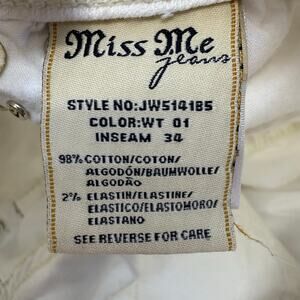 Miss Me
jeans
STYLE NO:JW5141B5
COLOR:WT 01
INSEAM 34
98% COTTON/COTON/
ALGODÓN/BAUMWOLLE/
ALGODÃO
2% ELASTIN/ELASTINE/
ELASTICO/ELASTOMORO/
ELASTANO
SEE REVERSE FOR CARE